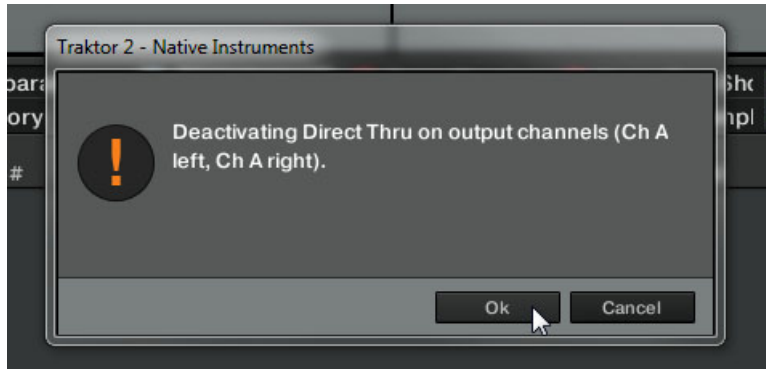 Traktor 2 - Native Instruments
Deactivating Direct Thru on output channels (Ch A
left, Ch A right).
#
Ok
Cancel